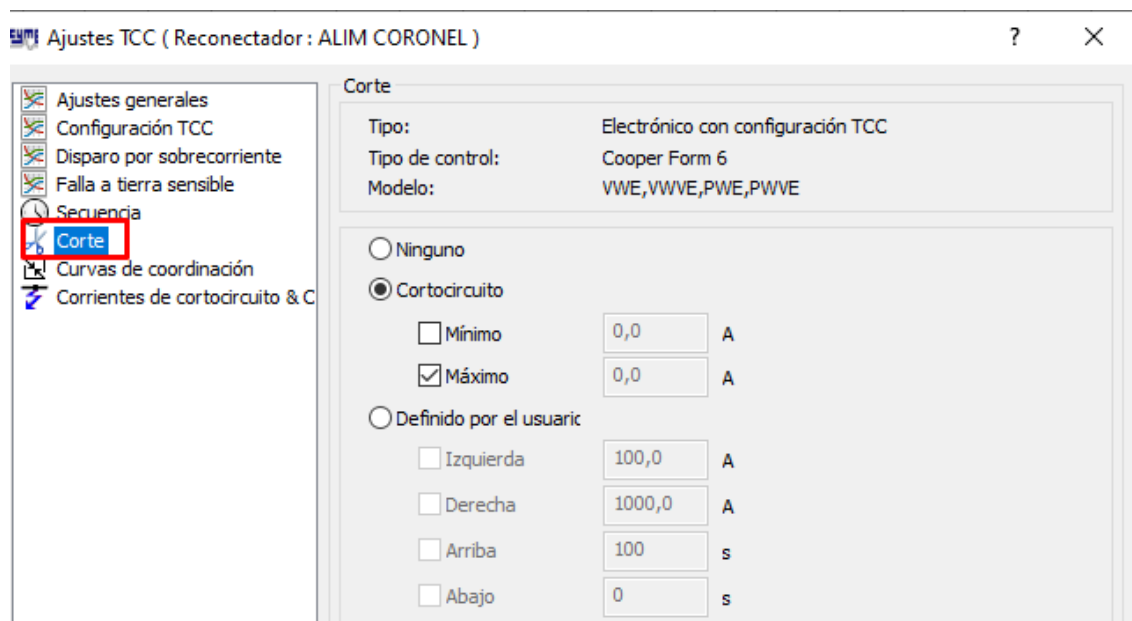 Ajustes TCC ( Reconectador : ALIM CORONEL ) ? ×
Ajustes generales
Configuración TCC
Disparo por sobrecorriente
Falla a tierra sensible
Secuencia
Corte
Curvas de coordinación
Corrientes de cortocircuito & C
Corte
Tipo: Electrónico con configuración TCC
Tipo de control: Cooper Form 6
Modelo: VWE,VWVE,PWE,PWVE
Ninguno
Cortocircuito
Mínimo 0,0 A
Máximo 0,0 A
Definido por el usuario
Izquierda 100,0 A
Derecha 1000,0 A
Arriba 100 s
Abajo 0 s